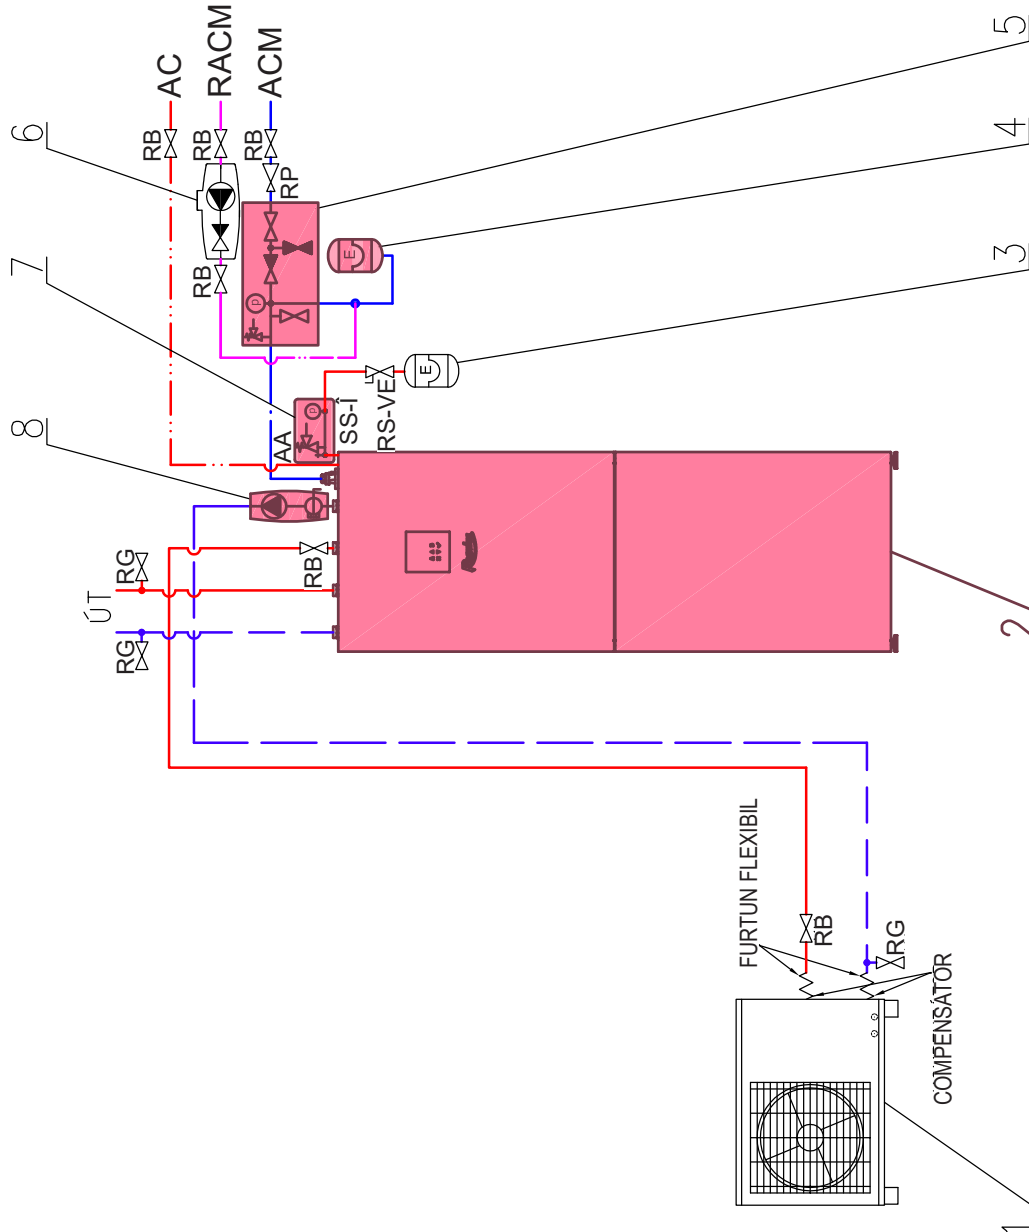 5
4
3
6
7
8
AC
RACM
ACM
RB
RB
RB
RP
RB
p
E
p
E
AA
SS-Î
RS-VE
RB
RG
ÚT
RG
2
FURTUN FLEXIBIL
RB
RG
COMPENSATOR
1